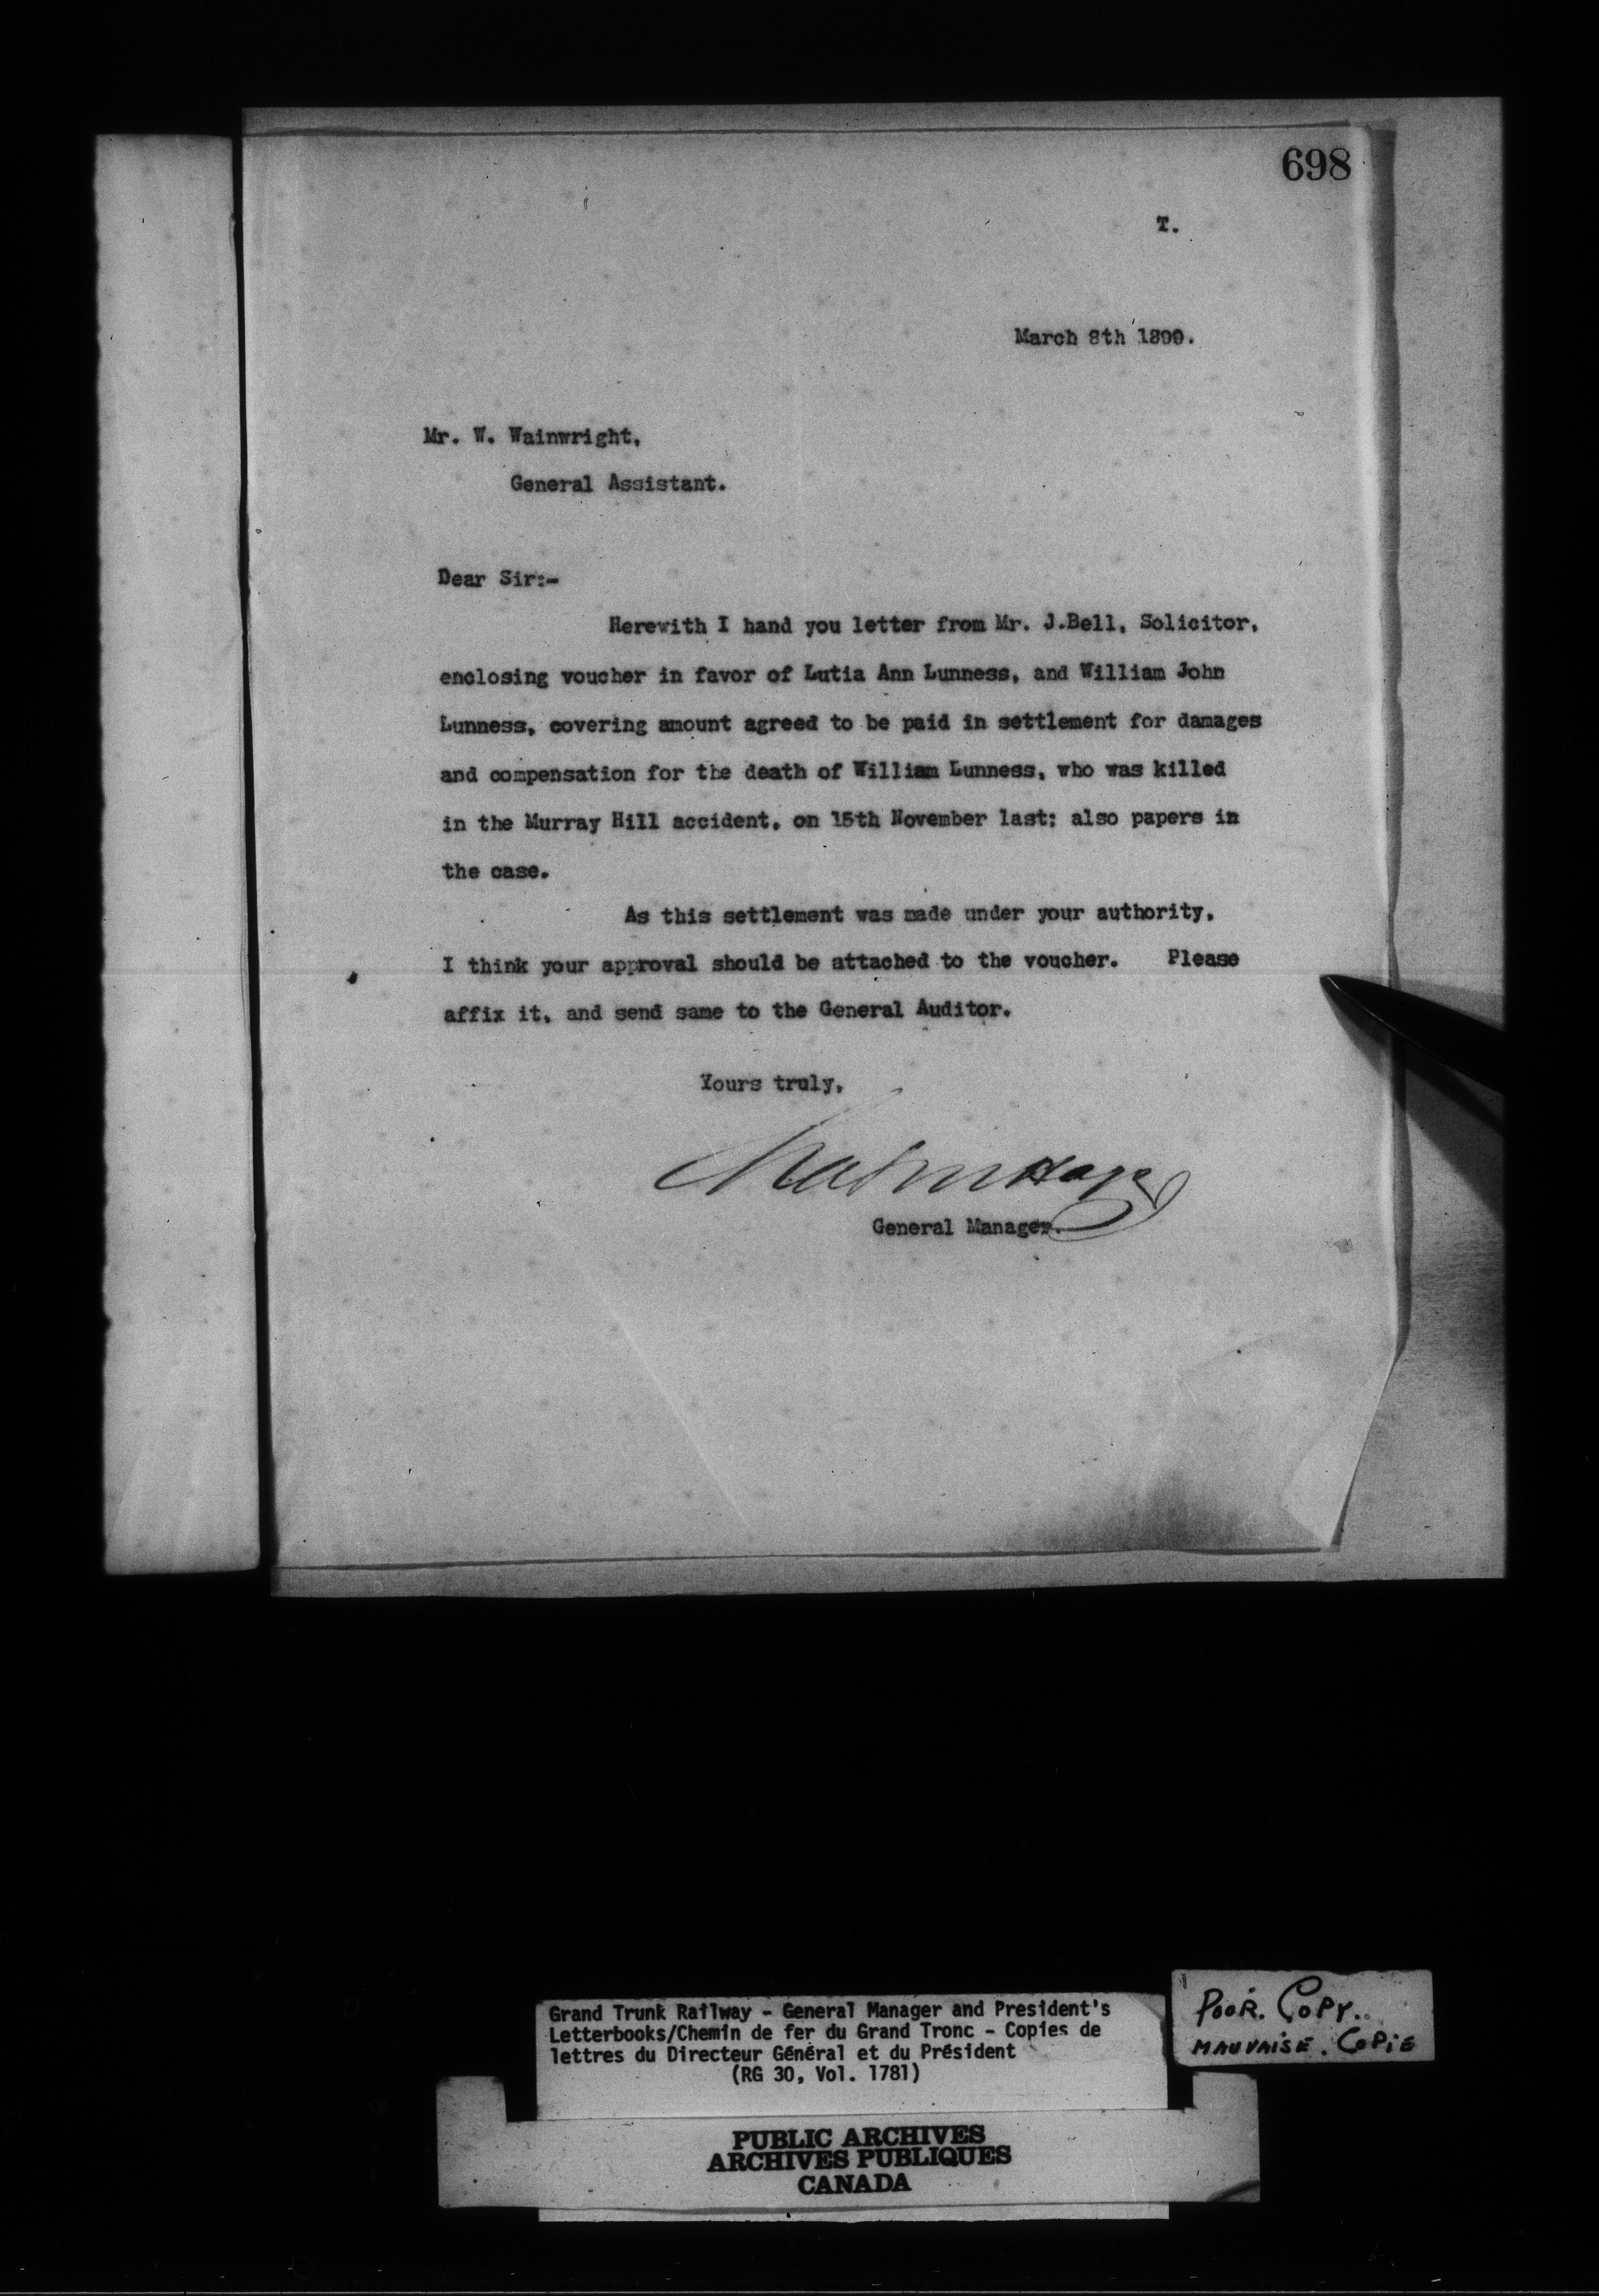 698
T.
March 8th 1899.
Mr. W. Wainwright,
General Assistant.
Dear Sir:-
Herewith I hand you letter from Mr. J.Bell, Solicitor,
enclosing voucher in favor of Lutia Ann Lunness, and William John
Lunness, covering amount agreed to be paid in settlement for damages
and compensation for the death of William Lunness, who was killed
in the Murray Hill accident, on 15th November last; also papers in
the case.
As this settlement was made under your authority,
I think your approval should be attached to the voucher. Please
affix it, and send same to the General Auditor.
Yours truly,
General Manager.
Grand Trunk Railway - General Manager and President's
Letterbooks/Chemin de fer du Grand Tronc - Copies de
lettres du Directeur Général et du Président
(RG 30, Vol. 1781)
POOR. COPY.
MAUVAISE. COPIE
PUBLIC ARCHIVES
ARCHIVES PUBLIQUES
CANADA